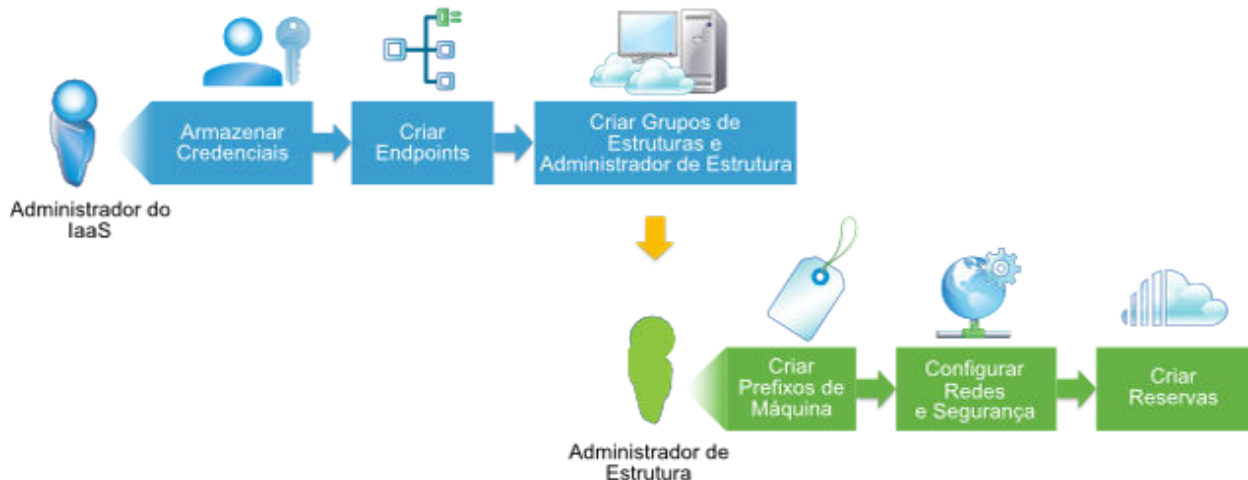 Armazenar
Credenciais
Criar
Endpoints
Criar Grupos de
Estruturas e
Administrador de Estrutura
Administrador do
IaaS
Criar
Prefixos de
Máquina
Configurar
Redes
e Segurança
Criar
Reservas
Administrador de
Estrutura